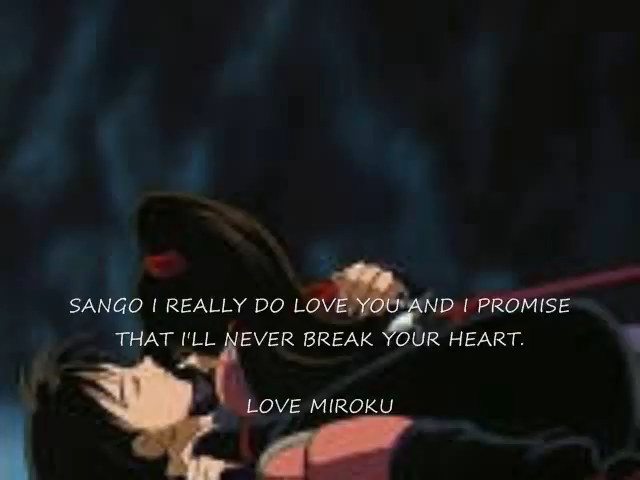 SANGO I REALLY DO LOVE YOU AND I PROMISE
THAT I'LL NEVER BREAK YOUR HEART.
LOVE MIROKU